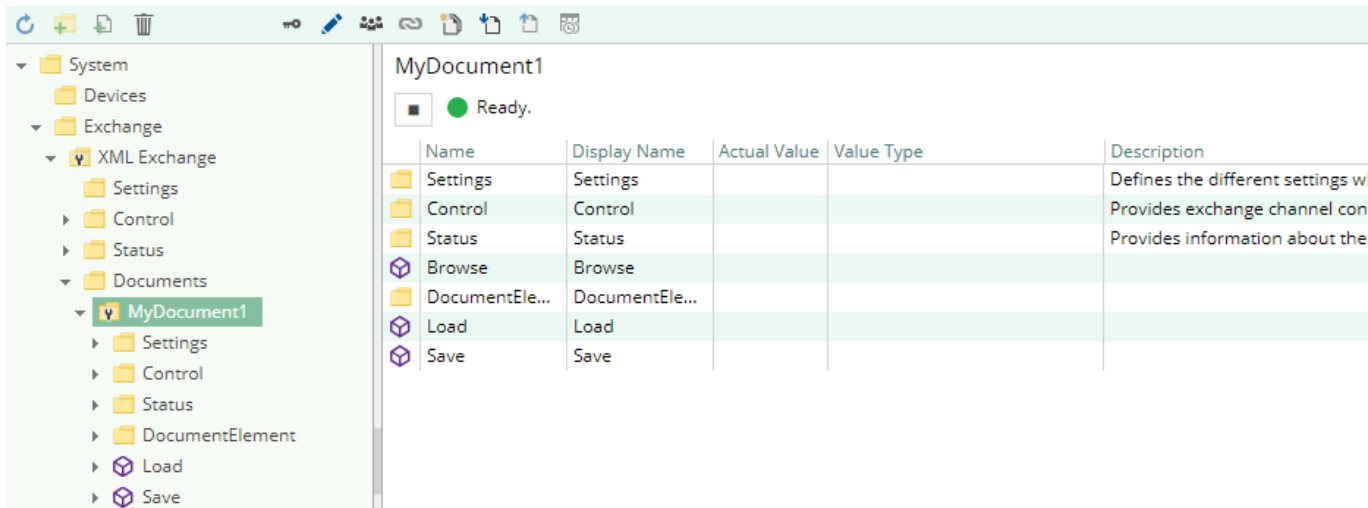 System
Devices
Exchange
XML Exchange
Settings
Control
Status
Documents
MyDocument1
Settings
Control
Status
DocumentElement
Load
Save
MyDocument1
Ready.
Name Display Name Actual Value Value Type Description
Settings Settings Defines the different settings w
Control Control Provides exchange channel con
Status Status Provides information about the
Browse Browse
DocumentEle... DocumentEle...
Load Load
Save Save